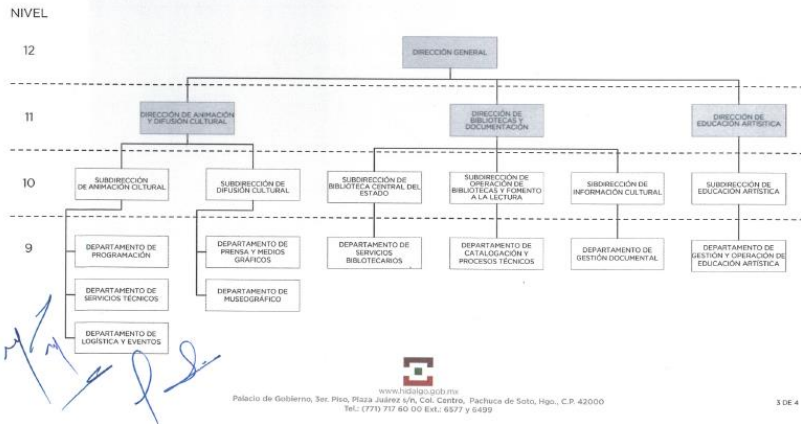 NIVEL
12
DIRECCIÓN GENERAL
11
DIRECCIÓN DE ANIMACIÓN
Y DIFUSIÓN CULTURAL
DIRECCIÓN DE
BIBLIOTECAS Y
DOCUMENTACIÓN
DIRECCIÓN DE
EDUCACIÓN ARTÍSITICA
10
SUBDIRECCIÓN
DE ANIMACIÓN CILTURAL
SUBDIRECCIÓN DE
DIFUSIÓN CULTURAL
SUBDIRECCIÓN DE
BIBLIOTECA CENTRAL DEL
ESTADO
SUBDIRECCIÓN DE
OPERACIÓN DE
BIBLIOTECAS Y FOMENTO
A LA LECTURA
SIBDIRECCIÓN DE
INFORMACIÓN CULTURAL
SUBDIRECCIÓN DE
EDUCACIÓN ARTÍSTICA
9
DEPARTAMENTO DE
PROGRAMACIÓN
DEPARTAMENTO DE
PRENSA Y MEDIOS
GRÁFICOS
DEPARTAMENTO DE
SERVICIOS
BIBLOTECARIOS
DEPARTAMENTO DE
CATALOGACIÓN Y
PROCESOS TÉCNICOS
DEPARTAMENTO DE
GESTIÓN DOCUMENTAL
DEPARTAMENTO DE
GESTIÓN Y OPERACIÓN DE
EDUCACIÓN ARTÍSTICA
DEPARTAMENTO DE
SERVICIOS TÉCNICOS
DEPARTAMENTO DE
MUSEOGRÁFICO
DEPARTAMENTO DE
LOGÍSTICA Y EVENTOS
www.hidalgo.gob.mx
Palacio de Gobierno, 3er. Piso, Plaza Juárez s/n, Col. Centro, Pachuca de Soto, Hgo., C.P. 42000
Tel.: (771) 717 60 00 Ext.: 6577 y 6499
3 DE 4